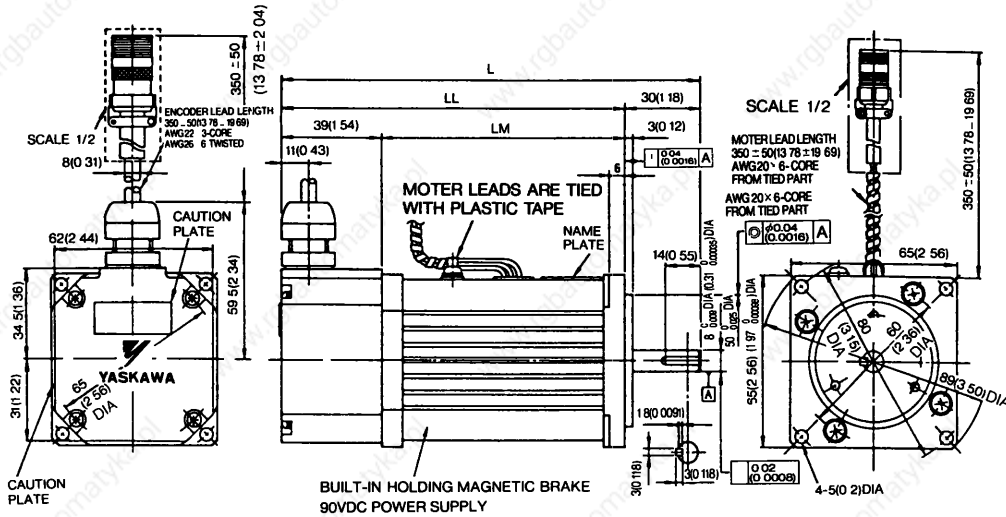 350 ±50
(13 78 ± 2 04)
ENCODER LEAD LENGTH
350 - 50(13 78 - 19 69)
AWG22 3-CORE
AWG26 6 TWISTED
SCALE 1/2
8(0 31)
CAUTION
PLATE
62(2 44)
34 5(1 36)
31(1 22)
59 5(2 34)
YASKAWA
65
(2 56)
DIA
CAUTION
PLATE
L
LL
30(1 18)
39(1 54)
LM
3(0 12)
11(0 43)
0 04
(0 0016) A
6
MOTER LEADS ARE TIED
WITH PLASTIC TAPE
NAME
PLATE
14(0 55)
A
1 8(0 0091)
3(0 118)
3(0 118)
0 02
(0 0008)
BUILT-IN HOLDING MAGNETIC BRAKE
90VDC POWER SUPPLY
SCALE 1/2
MOTER LEAD LENGTH
350 ± 50(13 78 ± 19 69)
AWG20× 6-CORE
FROM TIED PART
AWG 20×6-CORE
FROM TIED PART
350 ±50(13 78 - 19 69)
◎ φ0.04
(0.0016) A
65(2 56)
65(2 56)
80
(3 15)
DIA
60
(2 36)
DIA
89(3 50)DIA
4-5(0 2)DIA
www.rgbautomatyka.pl